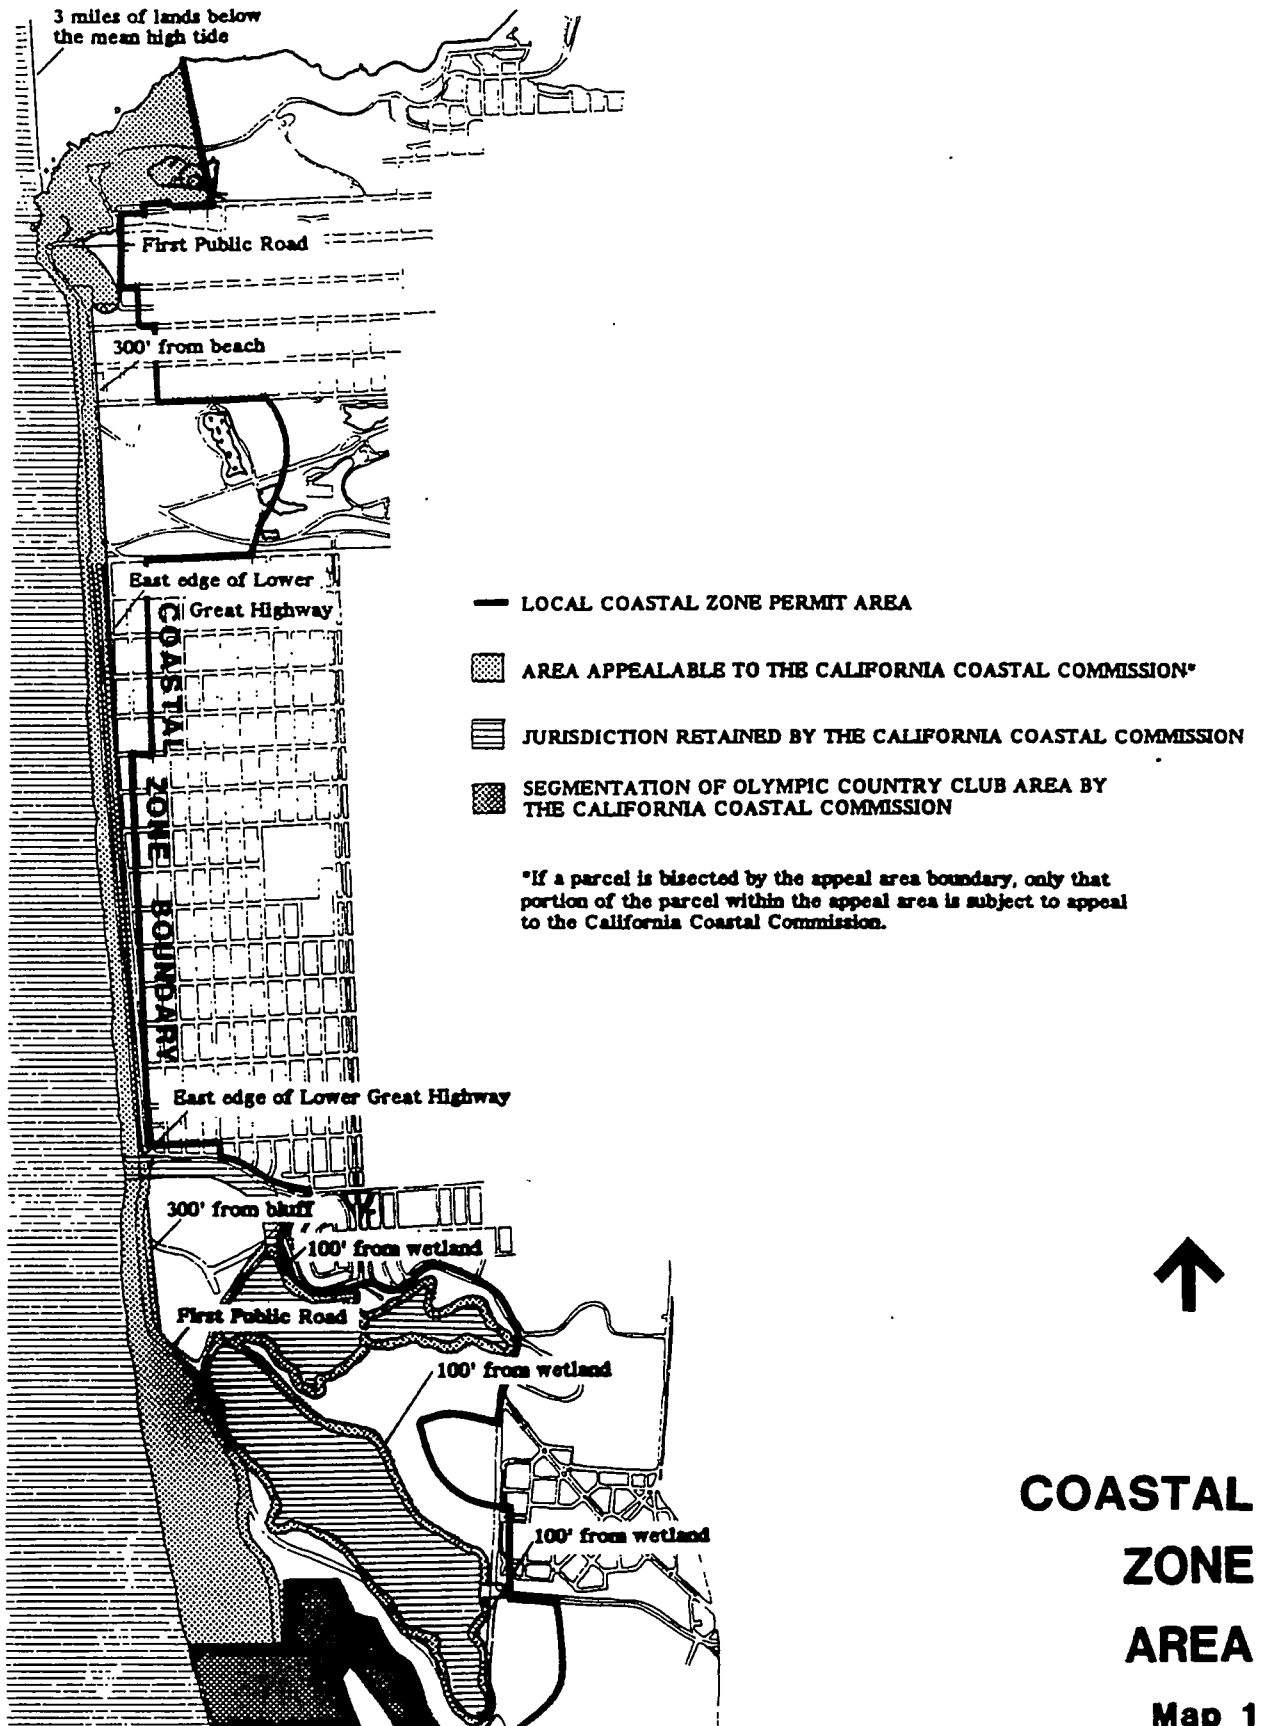 3 miles of lands below
the mean high tide
First Public Road
300' from beach
East edge of Lower
Great Highway
COASTAL ZONE BOUNDARY
LOCAL COASTAL ZONE PERMIT AREA
AREA APPEALABLE TO THE CALIFORNIA COASTAL COMMISSION*
JURISDICTION RETAINED BY THE CALIFORNIA COASTAL COMMISSION
SEGMENTATION OF OLYMPIC COUNTRY CLUB AREA BY
THE CALIFORNIA COASTAL COMMISSION
*If a parcel is bisected by the appeal area boundary, only that
portion of the parcel within the appeal area is subject to appeal
to the California Coastal Commission.
East edge of Lower Great Highway
300' from bluff
100' from wetland
First Public Road
100' from wetland
100' from wetland
COASTAL
ZONE
AREA
Map 1